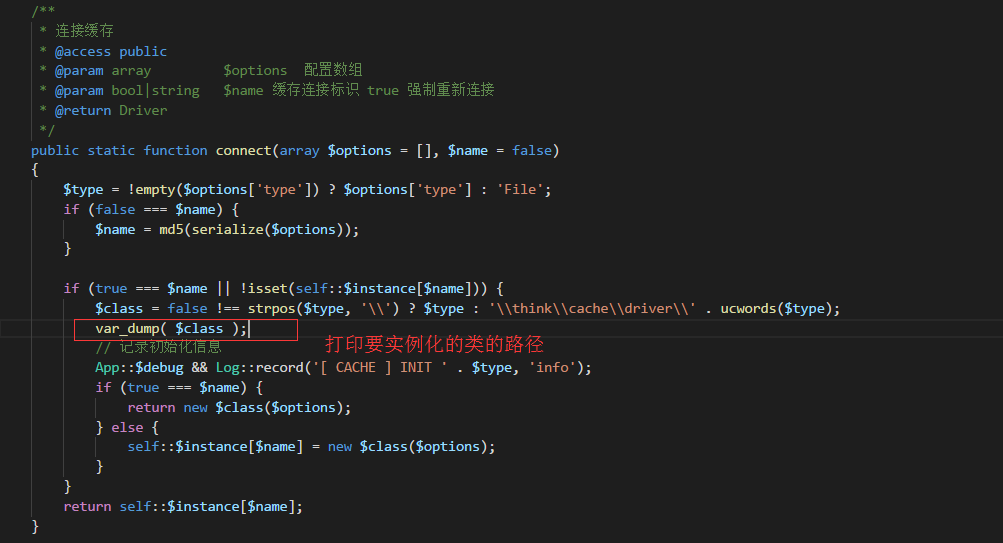 /**
 * 连接缓存
 * @access public
 * @param array         $options  配置数组
 * @param bool|string   $name 缓存连接标识 true 强制重新连接
 * @return Driver
 */
public static function connect(array $options = [], $name = false)
{
    $type = !empty($options['type']) ? $options['type'] : 'File';
    if (false === $name) {
        $name = md5(serialize($options));
    }

    if (true === $name || !isset(self::$instance[$name])) {
        $class = false !== strpos($type, '\\') ? $type : '\\think\\cache\\driver\\' . ucwords($type);
        var_dump( $class );
        打印要实例化的类的路径
        // 记录初始化信息
        App::$debug && Log::record('[ CACHE ] INIT ' . $type, 'info');
        if (true === $name) {
            return new $class($options);
        } else {
            self::$instance[$name] = new $class($options);
        }
    }
    return self::$instance[$name];
}